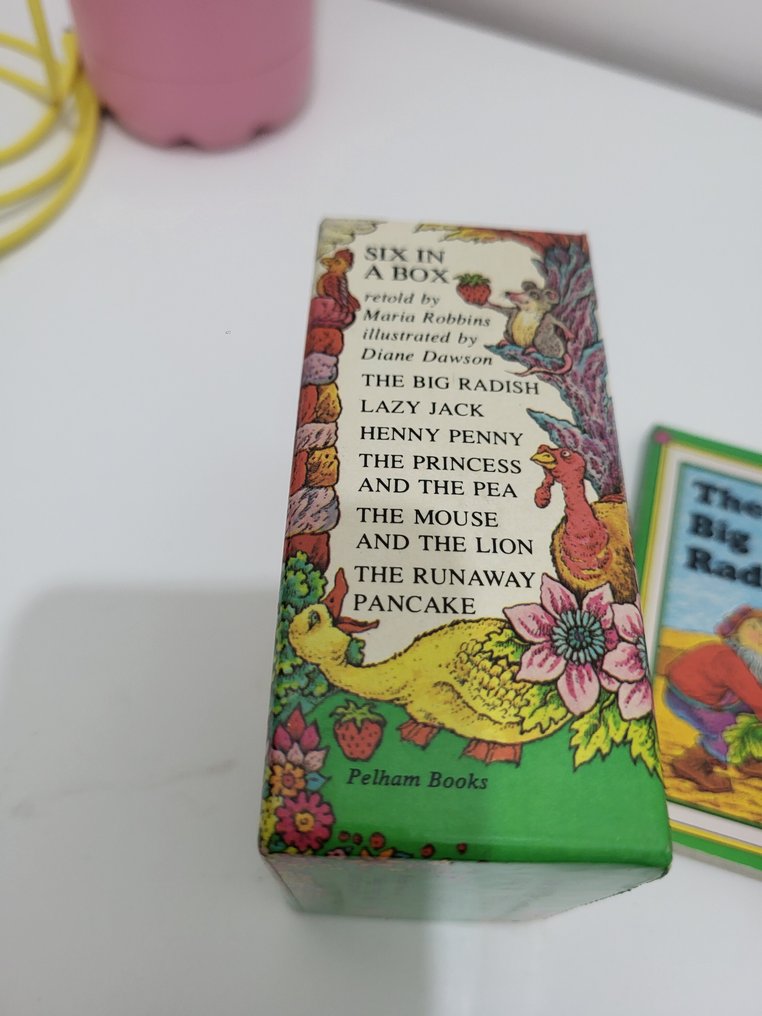 SIX IN
A BOX
retold by
Maria Robbins
illustrated by
Diane Dawson
THE BIG RADISH
LAZY JACK
HENNY PENNY
THE PRINCESS
AND THE PEA
THE MOUSE
AND THE LION
THE RUNAWAY
PANCAKE
Pelham Books
The
Big
Rad